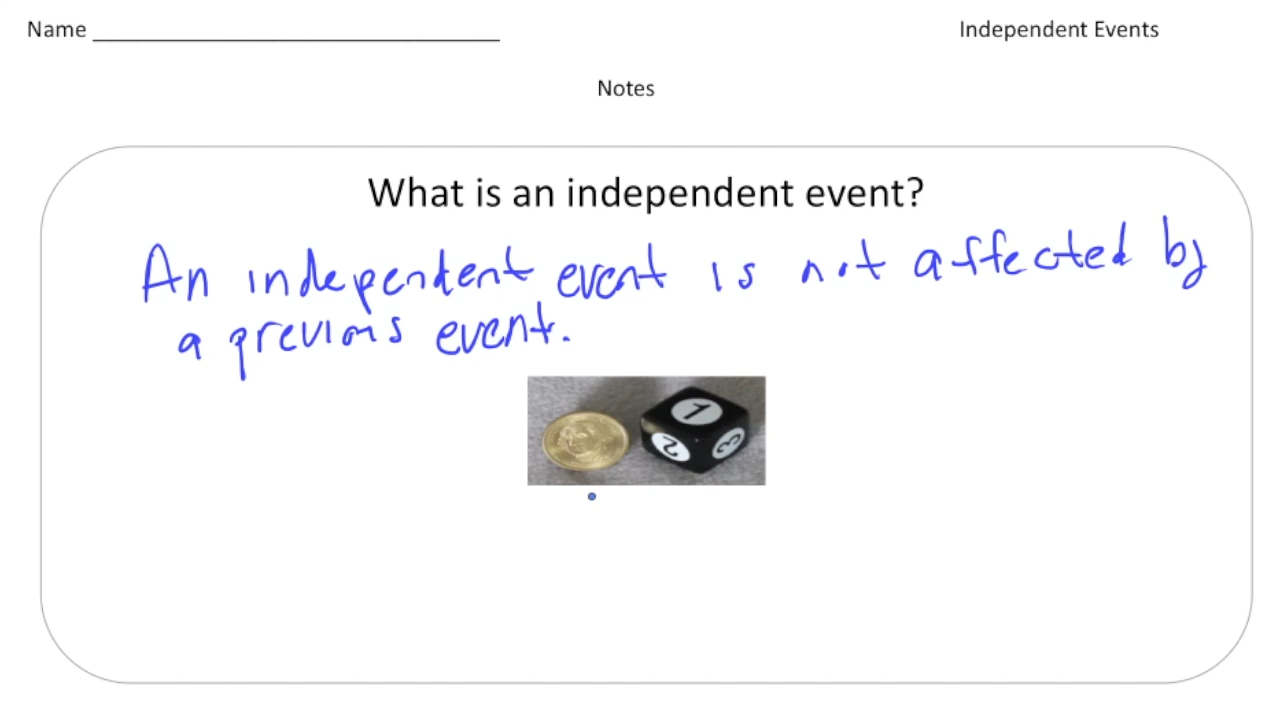 Name
Independent Events
Notes
What is an independent event?
An independent event is not affected by
a previous event.
1
2
3